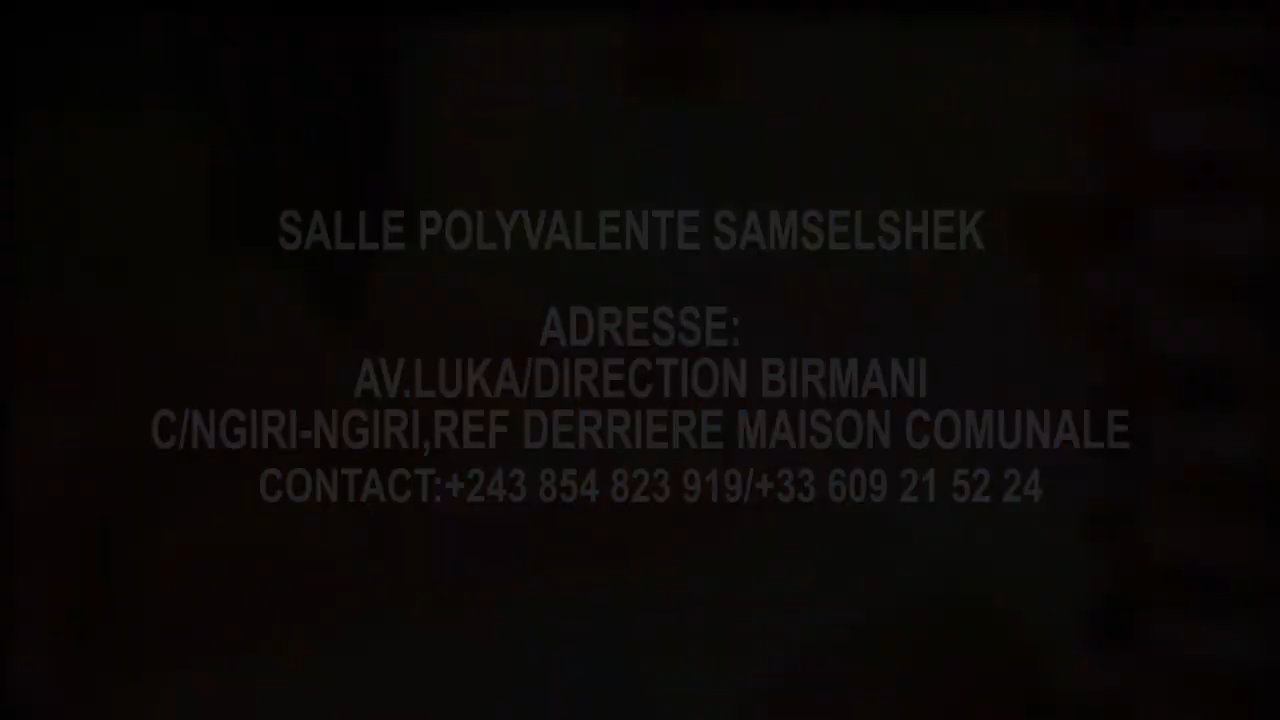 SALLE POLYVALENTE SAMSELSHEK
ADRESSE:
AV.LUKA/DIRECTION BIRMANI
C/NGIRI-NGIRI,REF DERRIERE MAISON COMUNALE
CONTACT:+243 854 823 919/+33 609 21 52 24